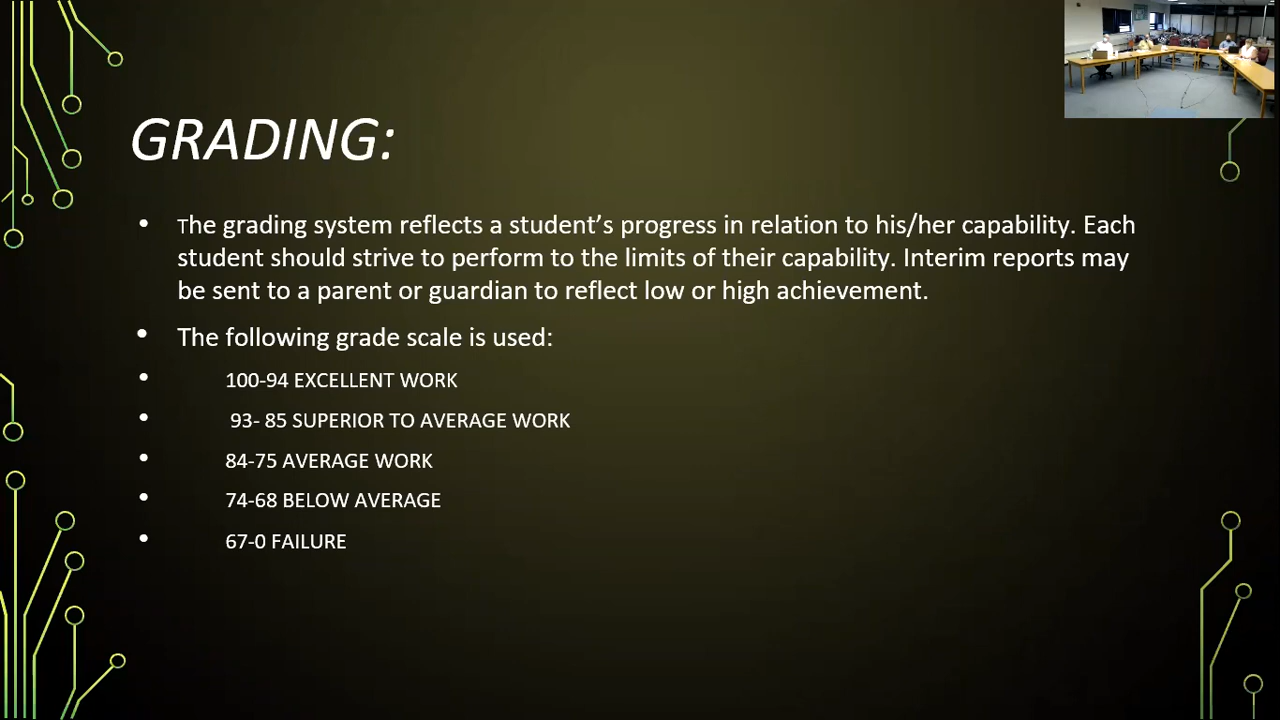 GRADING:
• The grading system reflects a student’s progress in relation to his/her capability. Each
student should strive to perform to the limits of their capability. Interim reports may
be sent to a parent or guardian to reflect low or high achievement.
• The following grade scale is used:
• 100-94 EXCELLENT WORK
• 93- 85 SUPERIOR TO AVERAGE WORK
• 84-75 AVERAGE WORK
• 74-68 BELOW AVERAGE
• 67-0 FAILURE